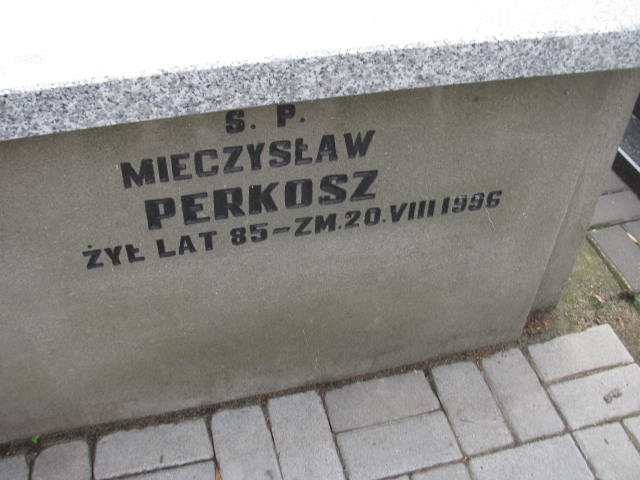 Ś. P.
MIECZYSŁAW
PERKOSZ
ŻYŁ LAT 85 – ZM. 20. VIII 1996